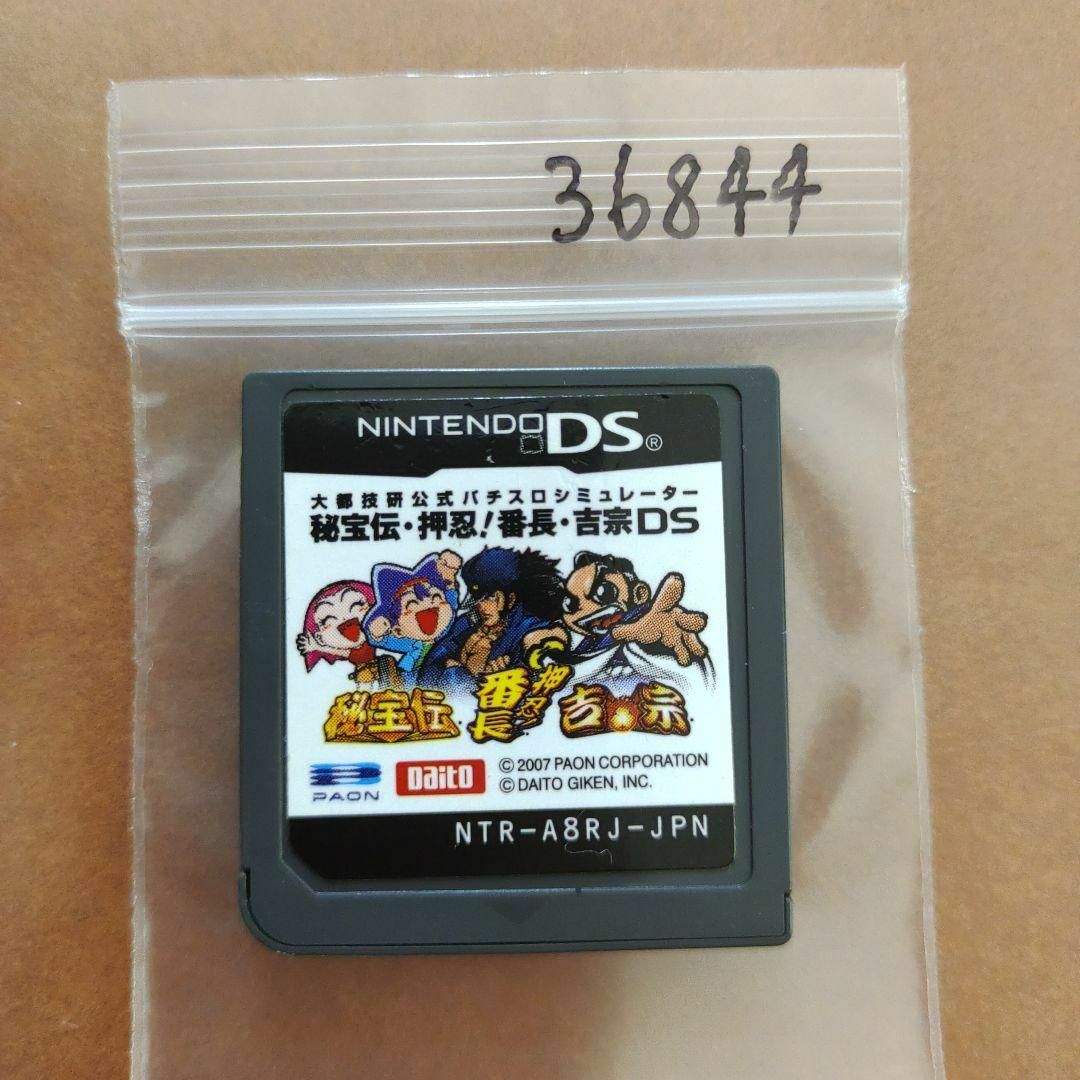 36844
NINTENDO DS®
大都技研公式パチスロシミュレーター
秘宝伝・押忍!番長・吉宗DS
秘宝伝
押忍!
番長
吉宗
PAON
Daito
© 2007 PAON CORPORATION
© DAITO GIKEN, INC.
NTR-A8RJ-JPN